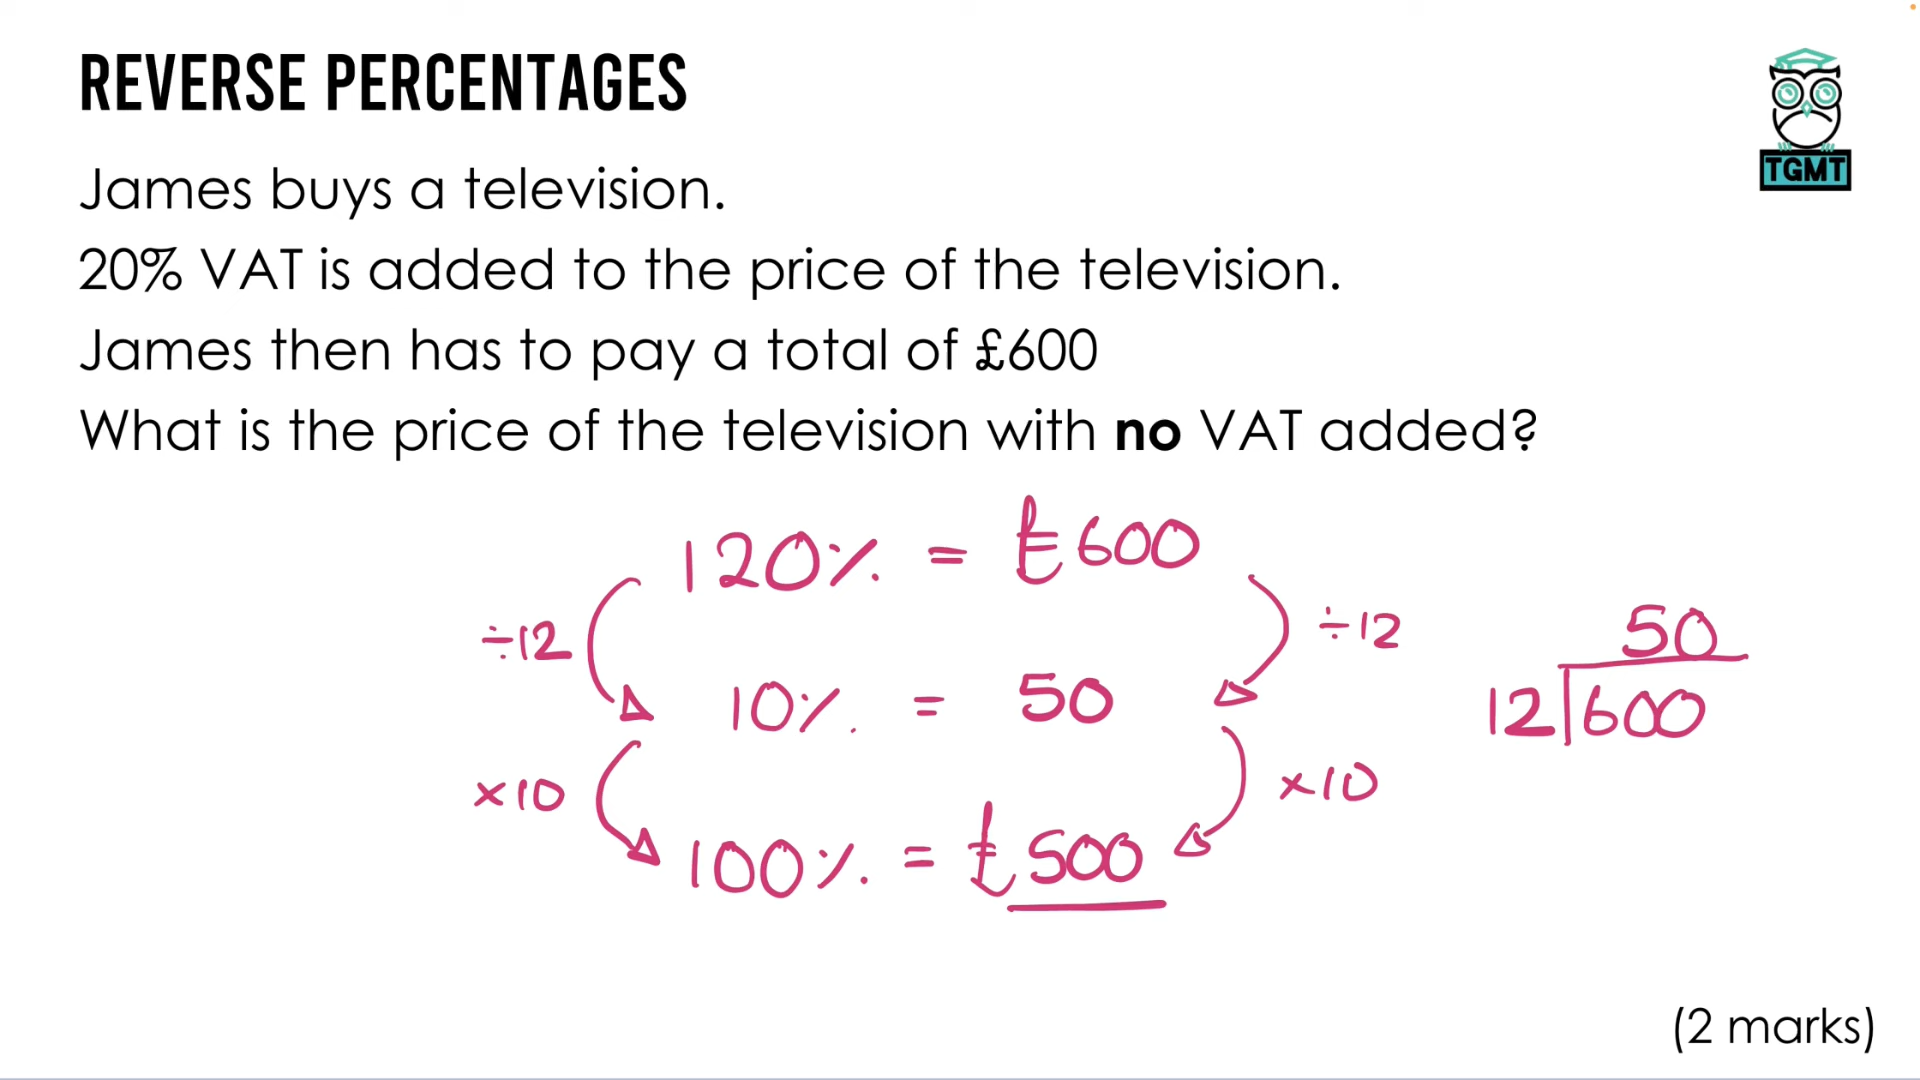 REVERSE PERCENTAGES
TGMT
James buys a television.
20% VAT is added to the price of the television.
James then has to pay a total of £600
What is the price of the television with no VAT added?
120% = £600
÷12 ÷12
50
10% = 50
12 600
×10 ×10
100% = £500
(2 marks)